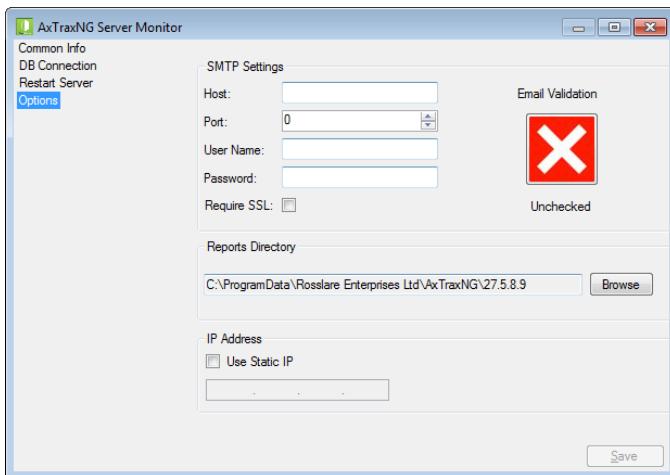 AxTraxNG Server Monitor
Common Info
DB Connection
Restart Server
Options
SMTP Settings
Host:
Port:
0
User Name:
Password:
Require SSL:
Email Validation
Unchecked
Reports Directory
C:\ProgramData\Rosslare Enterprises Ltd\AxTraxNG\27.5.8.9
Browse
IP Address
Use Static IP
. . .
Save